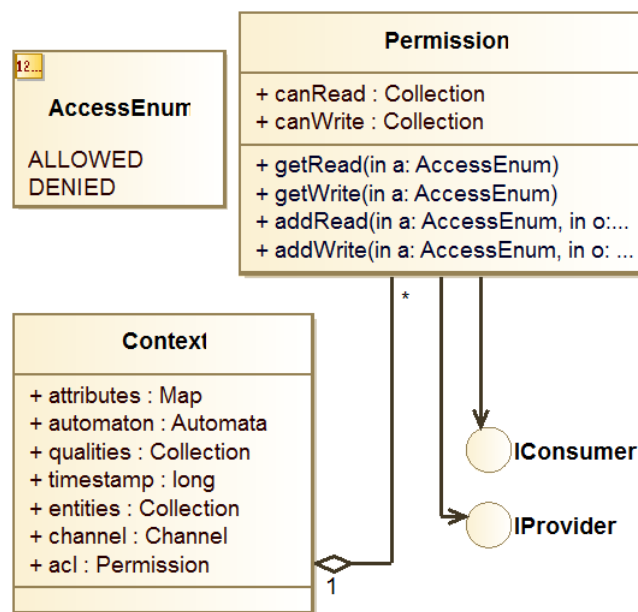 12...
AccessEnum
ALLOWED
DENIED
Permission
+ canRead : Collection
+ canWrite : Collection
+ getRead(in a: AccessEnum)
+ getWrite(in a: AccessEnum)
+ addRead(in a: AccessEnum, in o:...
+ addWrite(in a: AccessEnum, in o: ...
*
Context
+ attributes : Map
+ automaton : Automata
+ qualities : Collection
+ timestamp : long
+ entities : Collection
+ channel : Channel
+ acl : Permission
1
IConsumer
IProvider